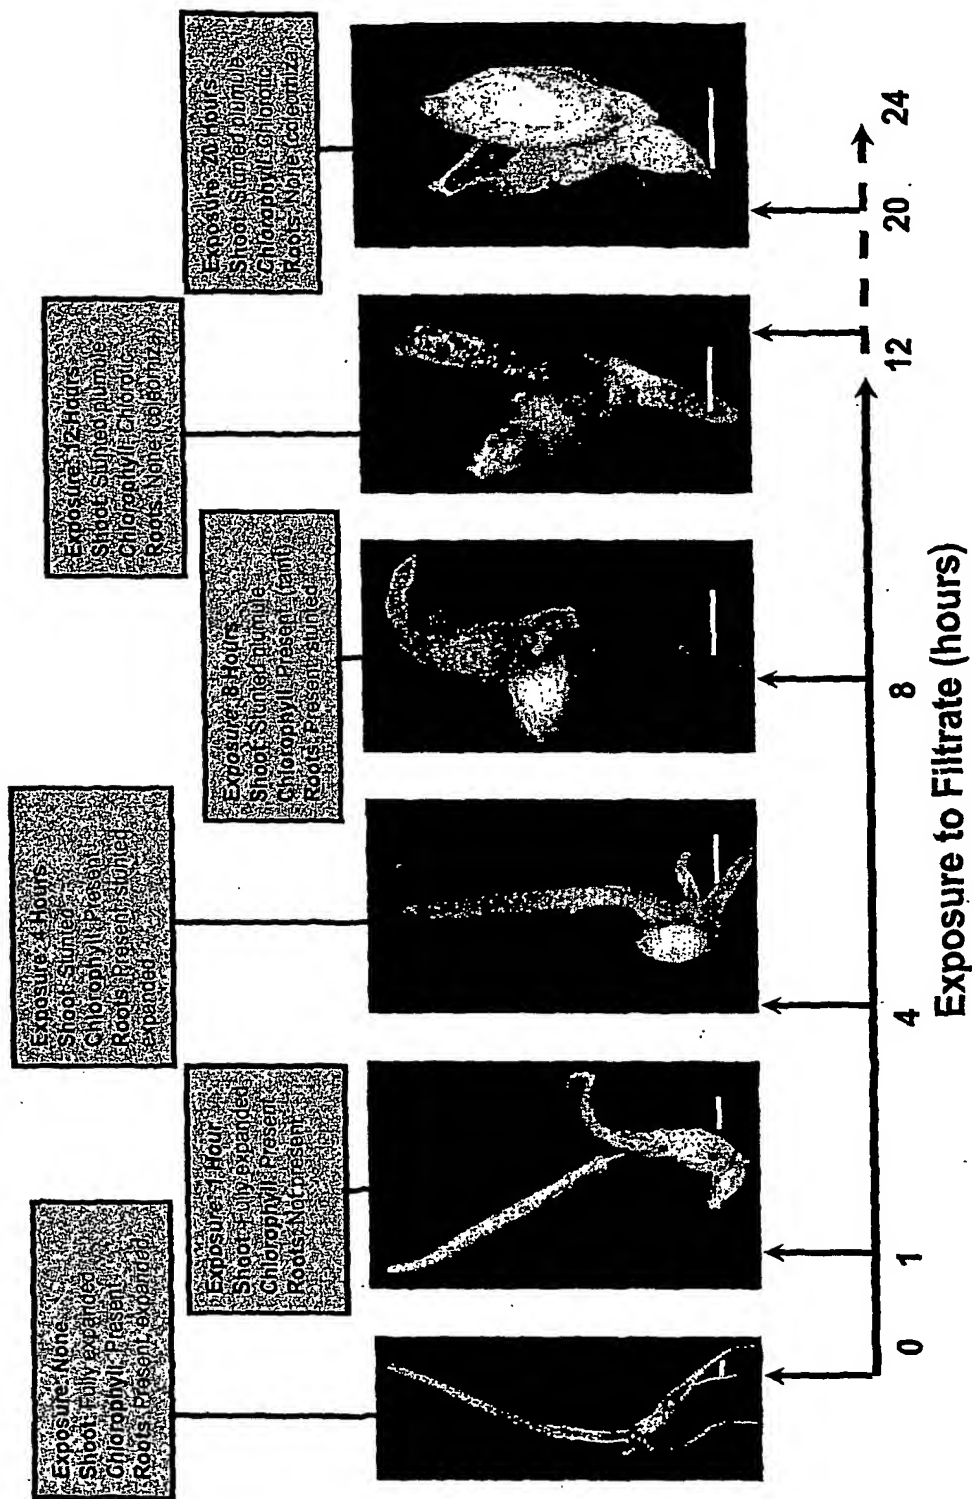 Exposure: None
Shoot: Fully expanded
Chlorophyll: Present
Roots: Present, expanded
Exposure: 1 Hour
Shoot: Fully expanded
Chlorophyll: Present
Roots: Not present
Exposure: 4 Hours
Shoot: Stunted
Chlorophyll: Present
Roots: Present stunted
expanded
Exposure: 8 Hours
Shoot: Stunted plumule
Chlorophyll: Present
Roots: Present, stunted
Exposure: 12 Hours
Shoot: Stunted plumule
Chlorophyll: Chlorotic
Roots: None
Exposure: 20 Hours
Shoot: Stunted plumule
Chlorophyll: Chlorotic
Roots: None
0
1
4
8
12
20
24
Exposure to Filtrate (hours)